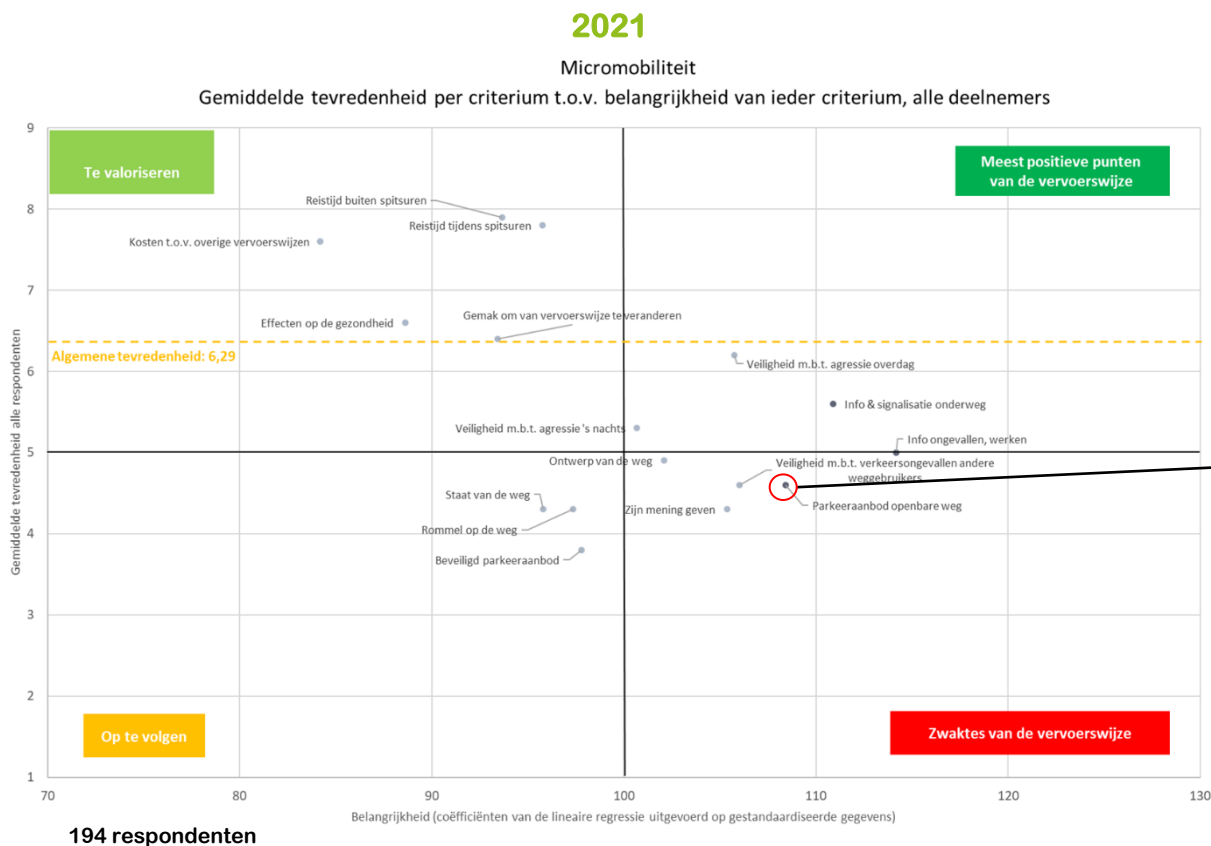 2021
Micromobiliteit
Gemiddelde tevredenheid per criterium t.o.v. belangrijkheid van ieder criterium, alle deelnemers
9
Te valoriseren
Meest positieve punten
van de vervoerswijze
Reistijd buiten spitsuren
8
Reistijd tijdens spitsuren
Kosten t.o.v. overige vervoerswijzen
7
Effecten op de gezondheid
Gemak om van vervoerswijze te veranderen
Algemene tevredenheid: 6,29
Veiligheid m.b.t. agressie overdag
6
Info & signalisatie onderweg
Veiligheid m.b.t. agressie 's nachts
Info ongevallen, werken
5
Ontwerp van de weg
Veiligheid m.b.t. verkeersongevallen andere
weggebruikers
Staat van de weg
Zijn mening geven
Parkeeraanbod openbare weg
Rommel op de weg
4
Beveiligd parkeeraanbod
3
2
Op te volgen
Zwaktes van de vervoerswijze
1
Gemiddelde tevredenheid alle respondenten
70 80 90 100 110 120 130
Belangrijkheid (coëfficiënten van de lineaire regressie uitgevoerd op gestandaardiseerde gegevens)
194 respondenten